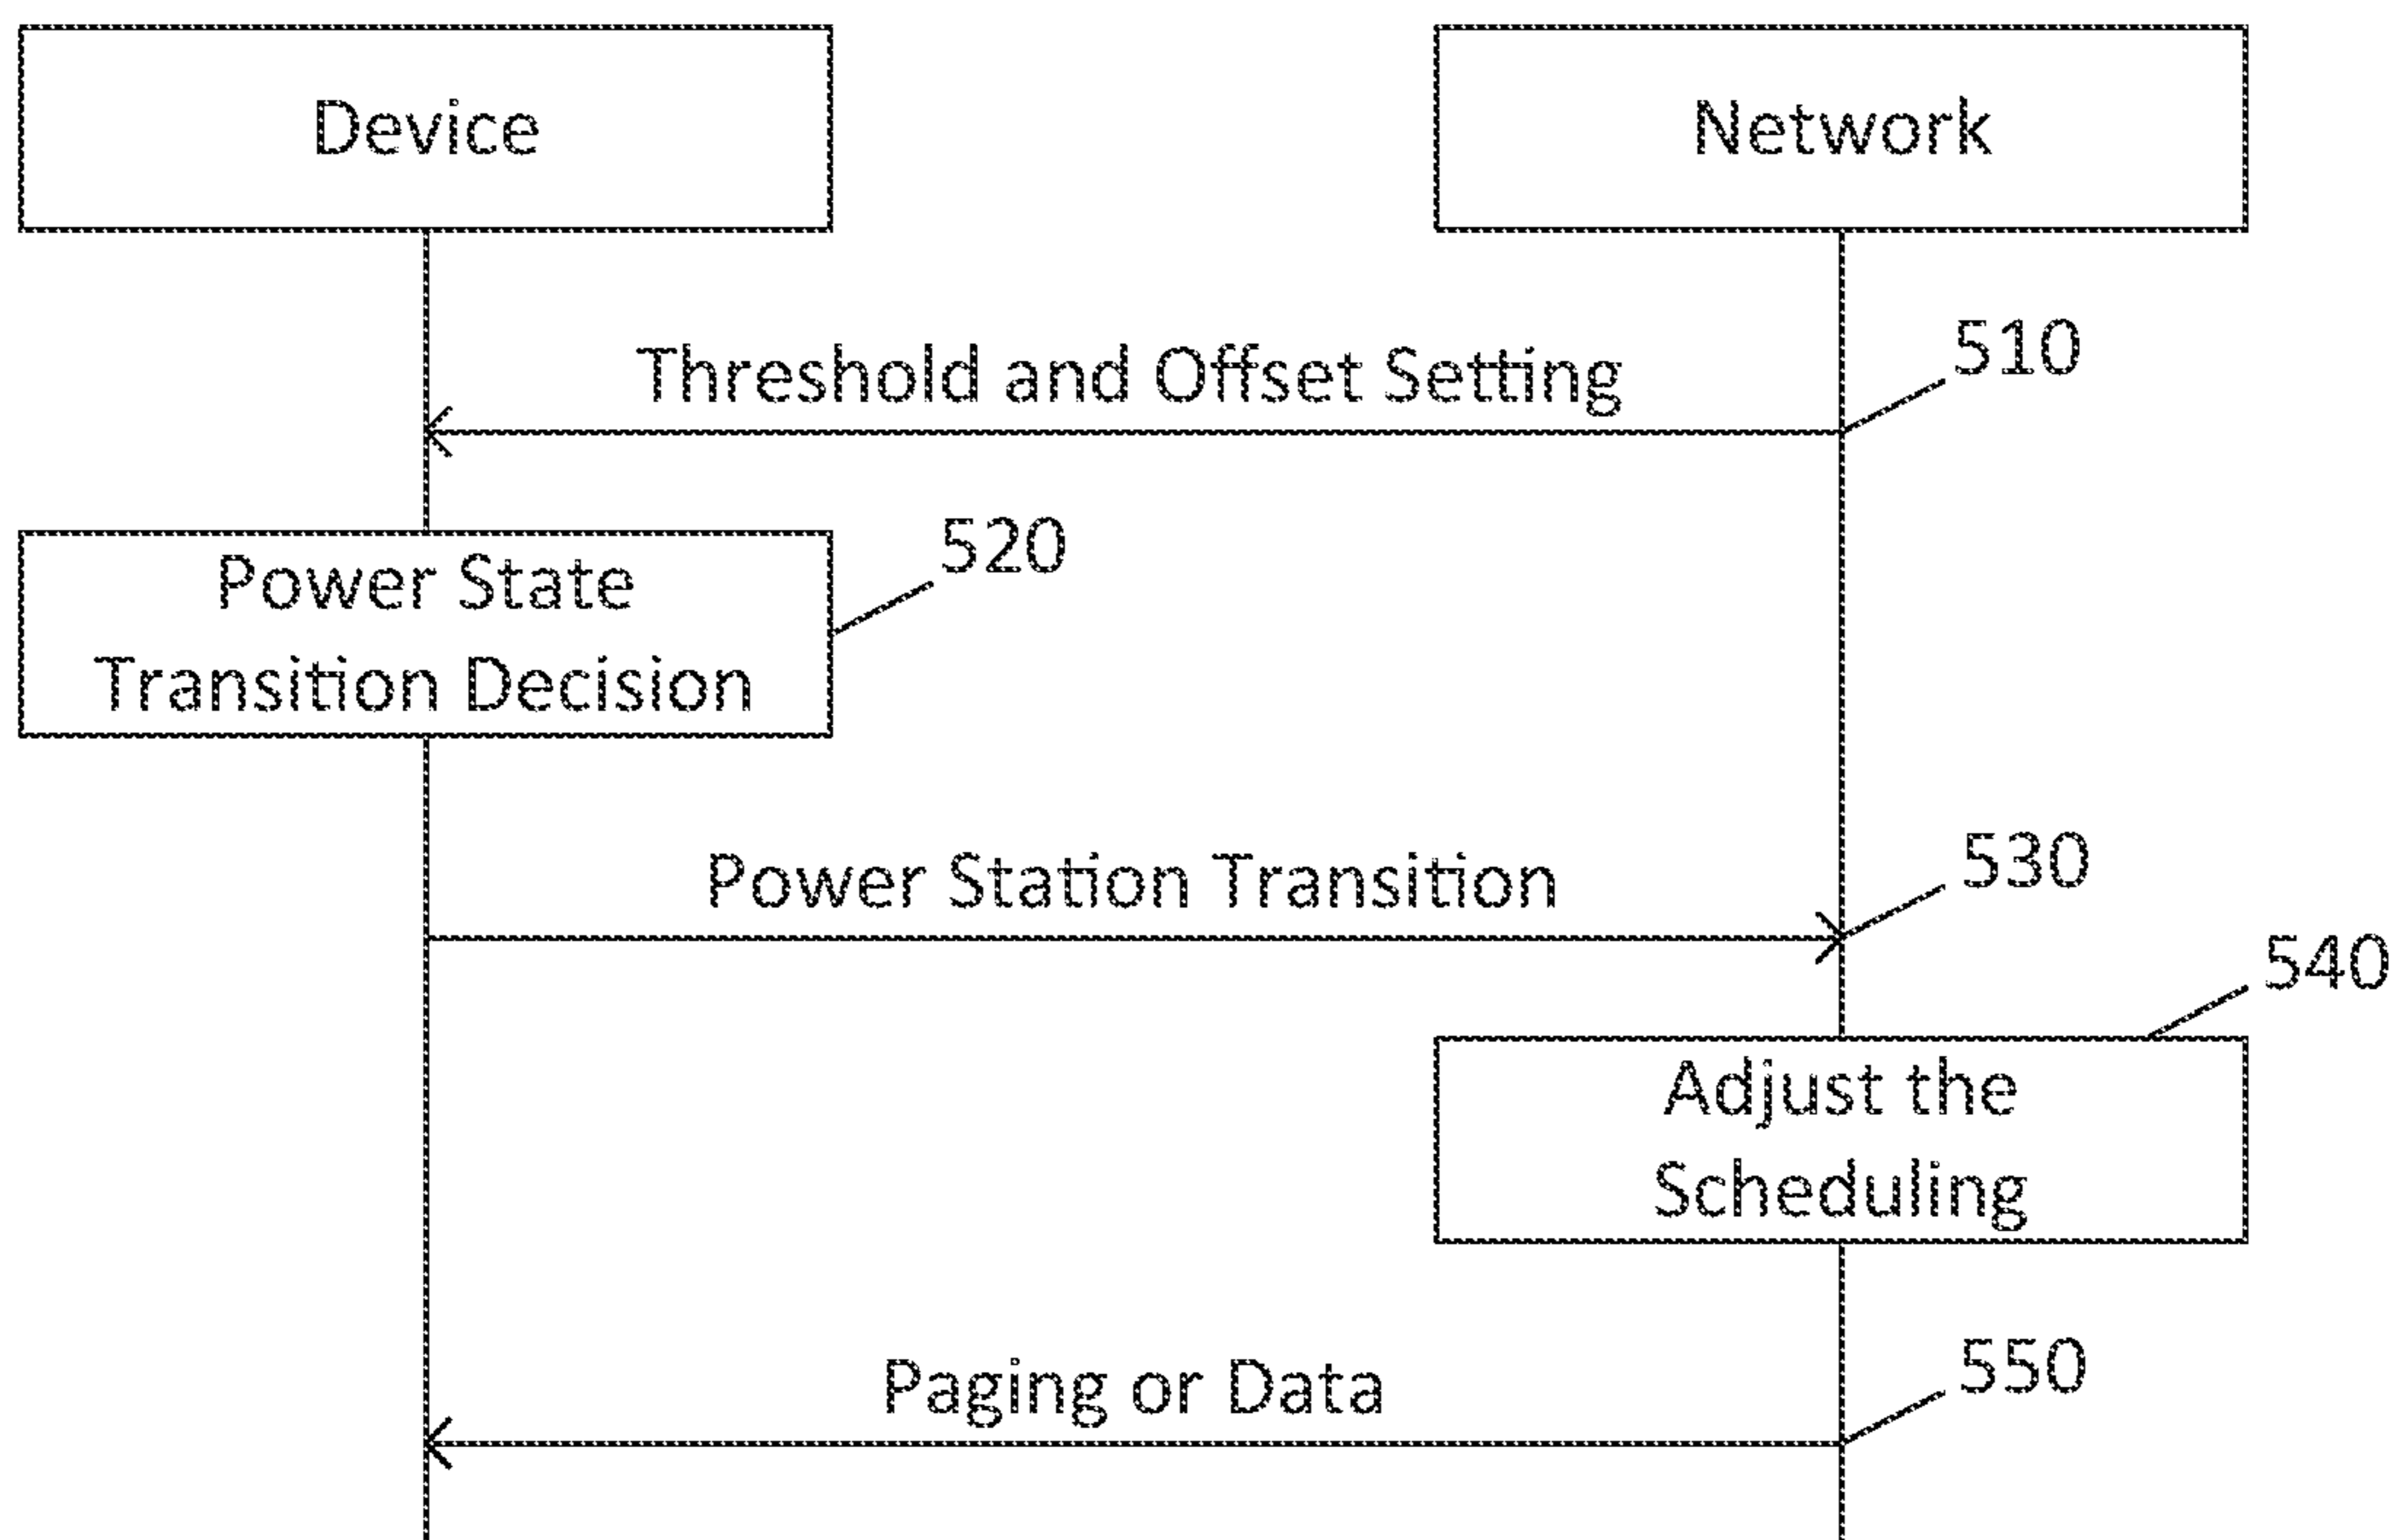 Device
Network
510
Threshold and Offset Setting
520
Power State
Transition Decision
530
Power Station Transition
540
Adjust the
Scheduling
550
Paging or Data